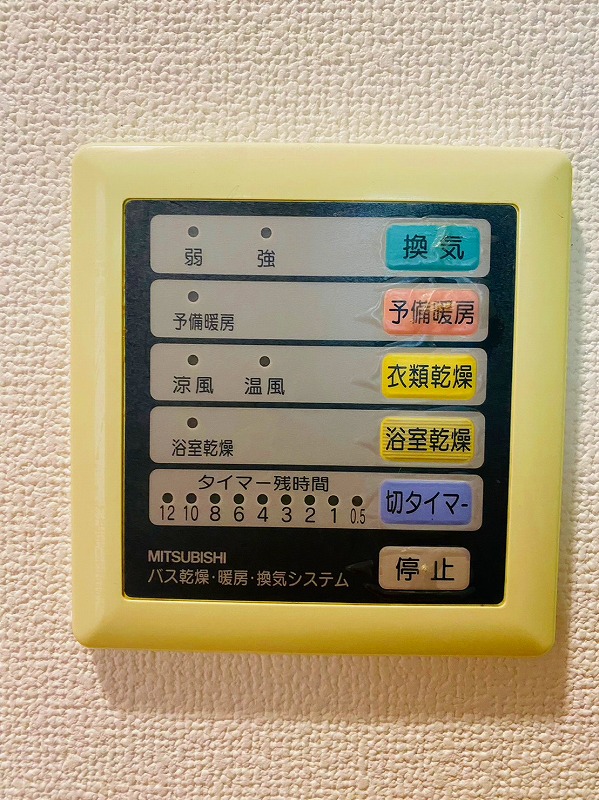 弱 強 換気
予備暖房 予備暖房
涼風 温風 衣類乾燥
浴室乾燥 浴室乾燥
タイマー残時間
12 10 8 6 4 3 2 1 0.5 切タイマー
MITSUBISHI
バス乾燥・暖房・換気システム 停止